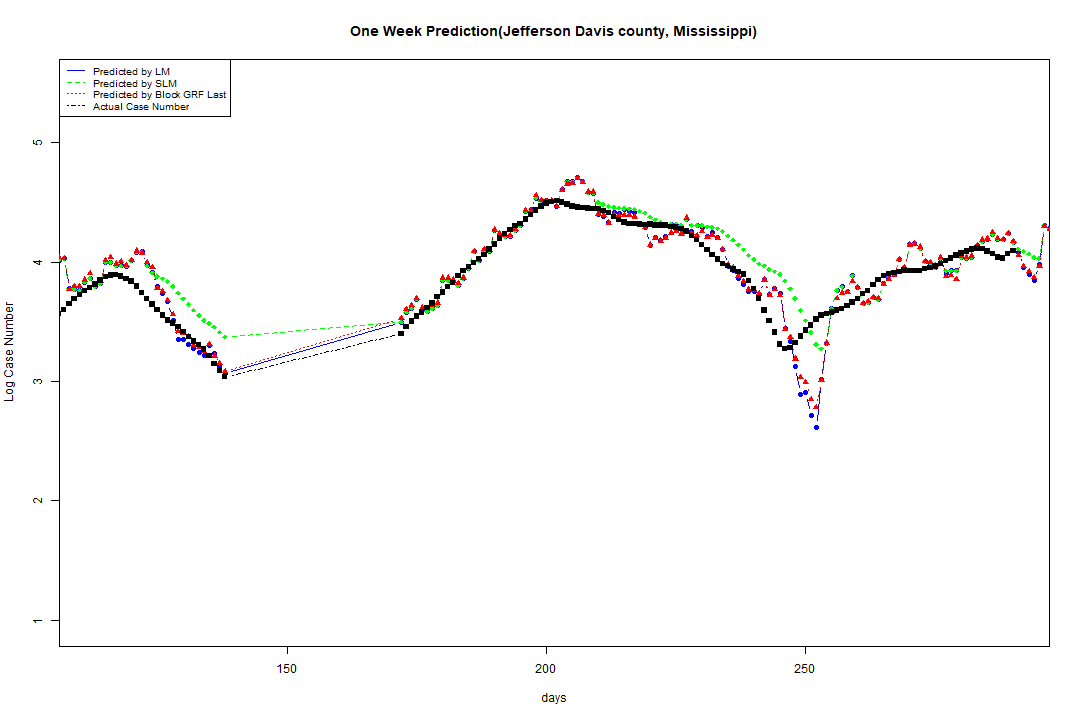 One Week Prediction(Jefferson Davis county, Mississippi)
Predicted by LM
Predicted by SLM
Predicted by Block GRF Last
Actual Case Number
5
4
3
2
1
Log Case Number
150 200 250
days